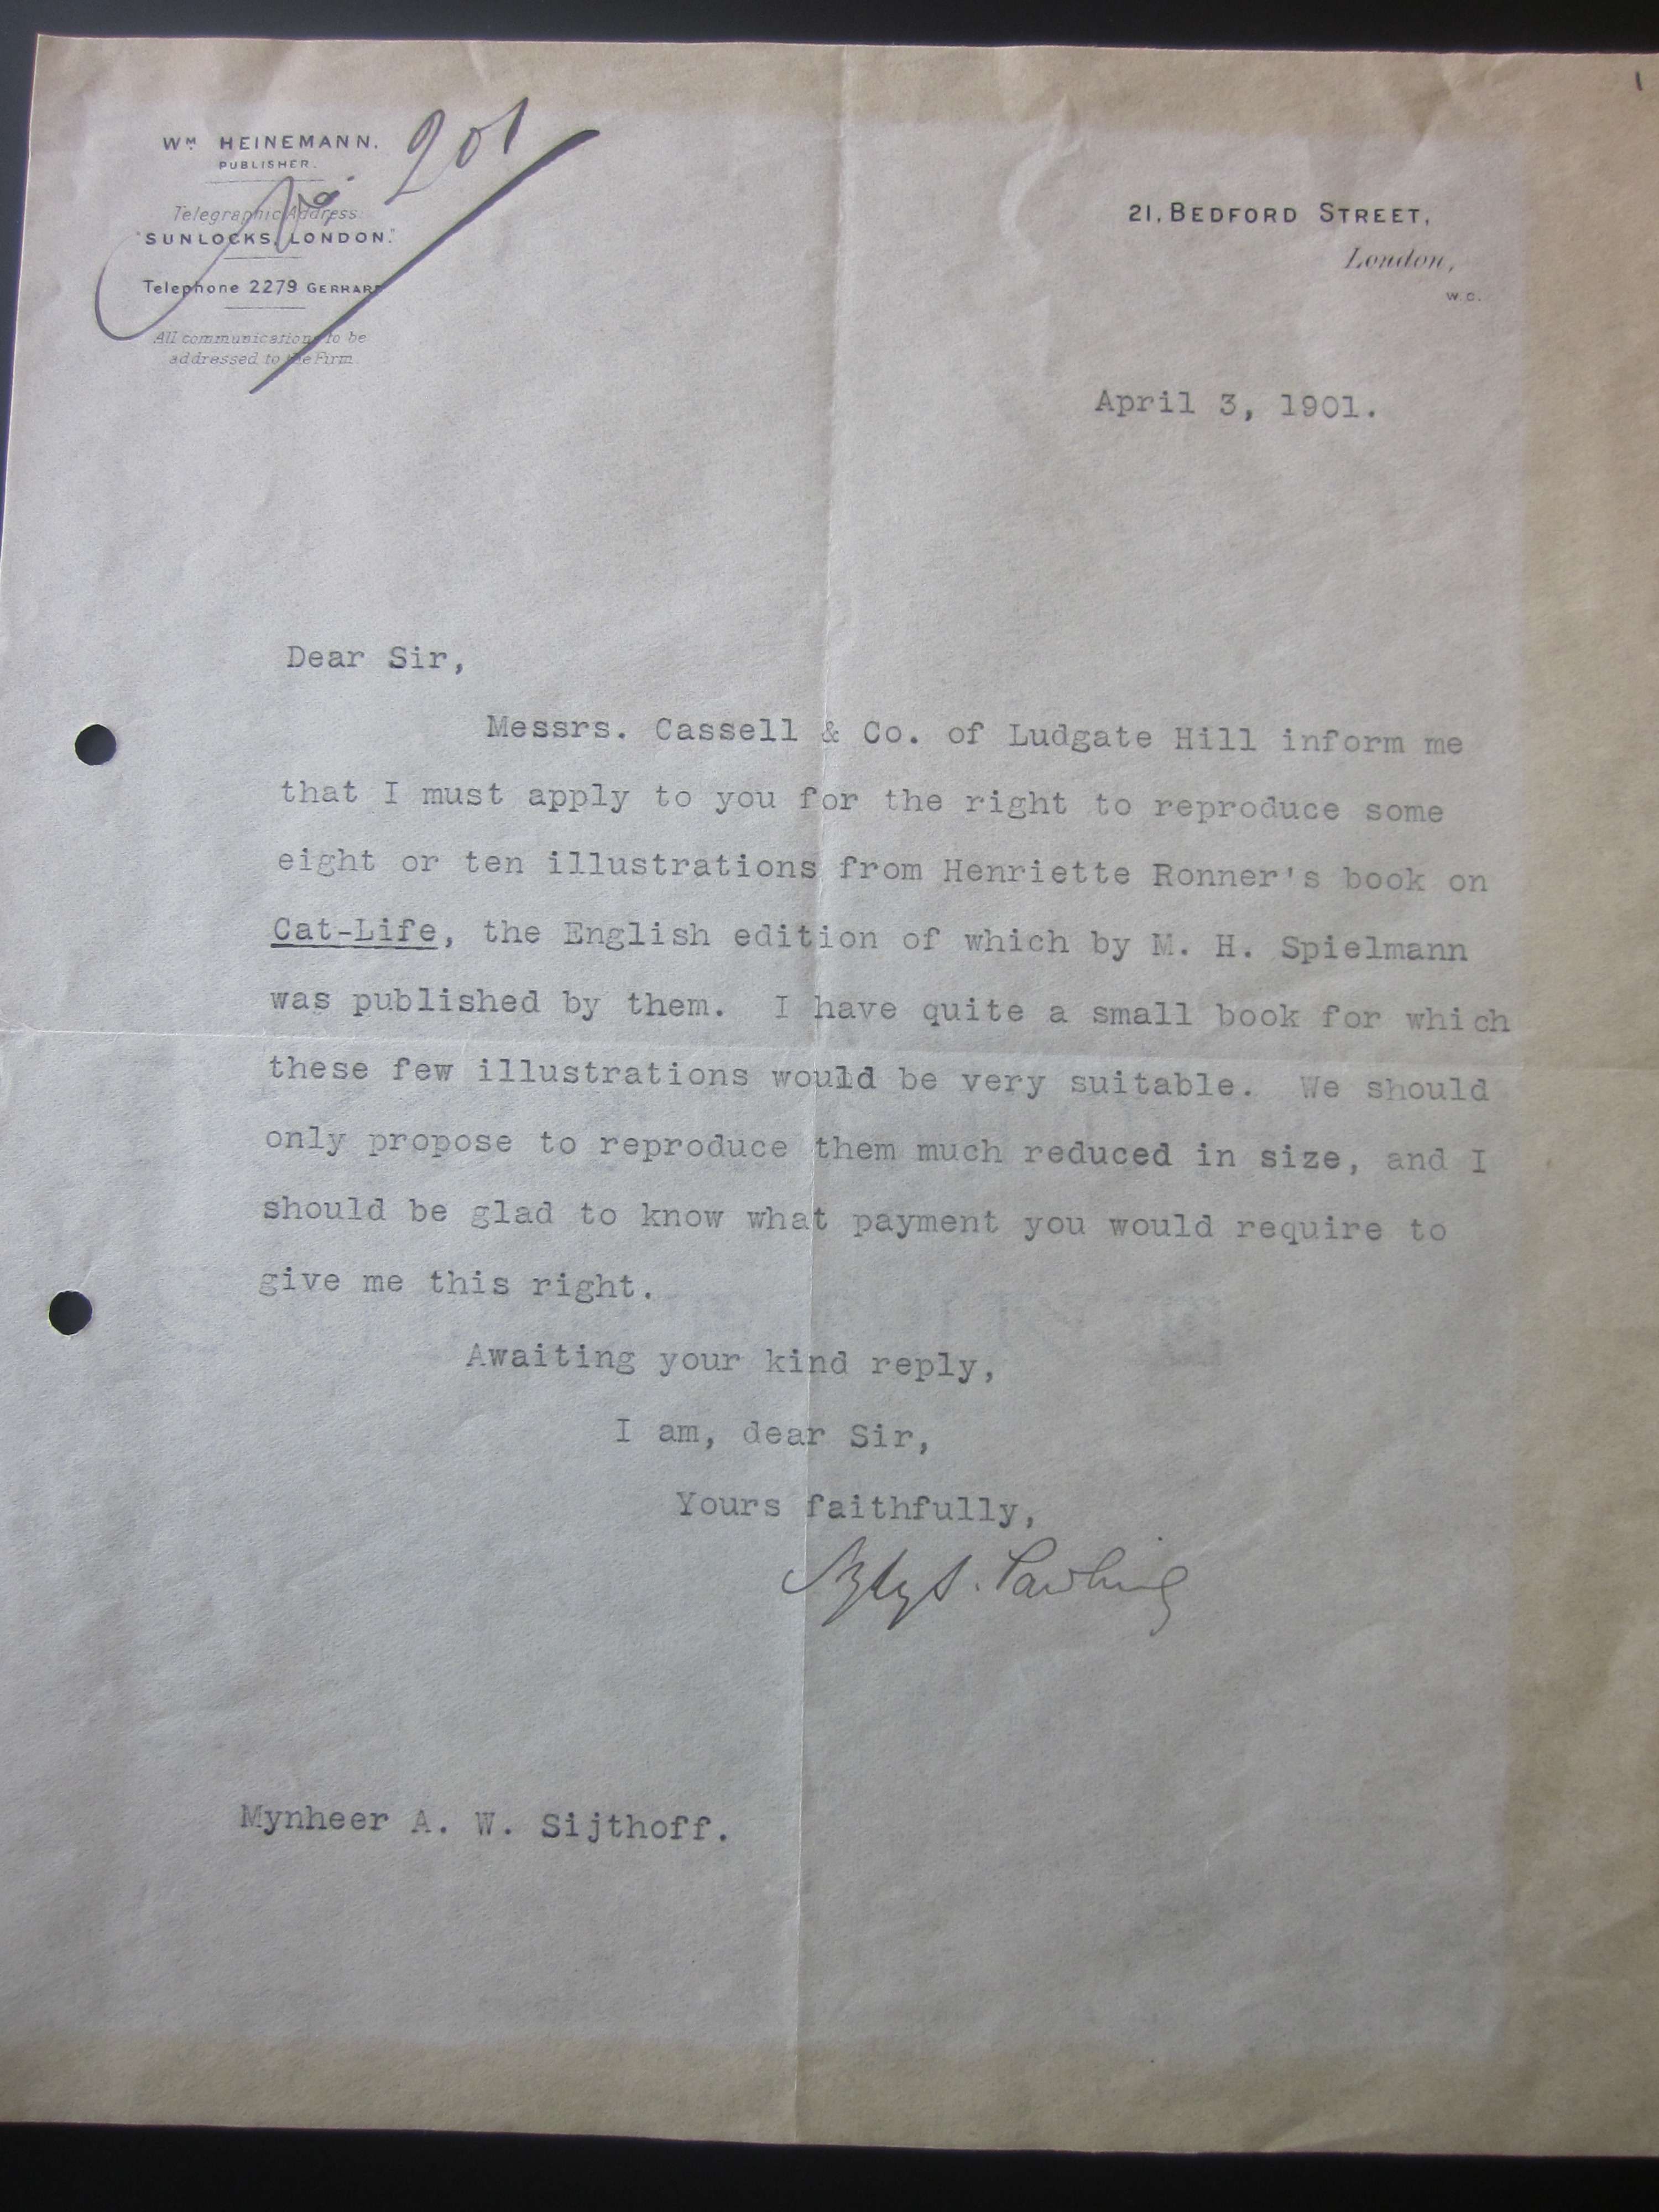 WM HEINEMANN.
PUBLISHER.
No. 201
Telegraphic Address
"SUNLOCKS, LONDON."
Telephone 2279 GERRARD
All communications to be
addressed to the Firm.
21, BEDFORD STREET,
London,
W.C.
April 3, 1901.
Dear Sir,
Messrs. Cassell & Co. of Ludgate Hill inform me
that I must apply to you for the right to reproduce some
eight or ten illustrations from Henriette Ronner's book on
Cat-Life, the English edition of which by M. H. Spielmann
was published by them. I have quite a small book for which
these few illustrations would be very suitable. We should
only propose to reproduce them much reduced in size, and I
should be glad to know what payment you would require to
give me this right.
Awaiting your kind reply,
I am, dear Sir,
Yours faithfully,
Pawling
Mynheer A. W. Sijthoff.